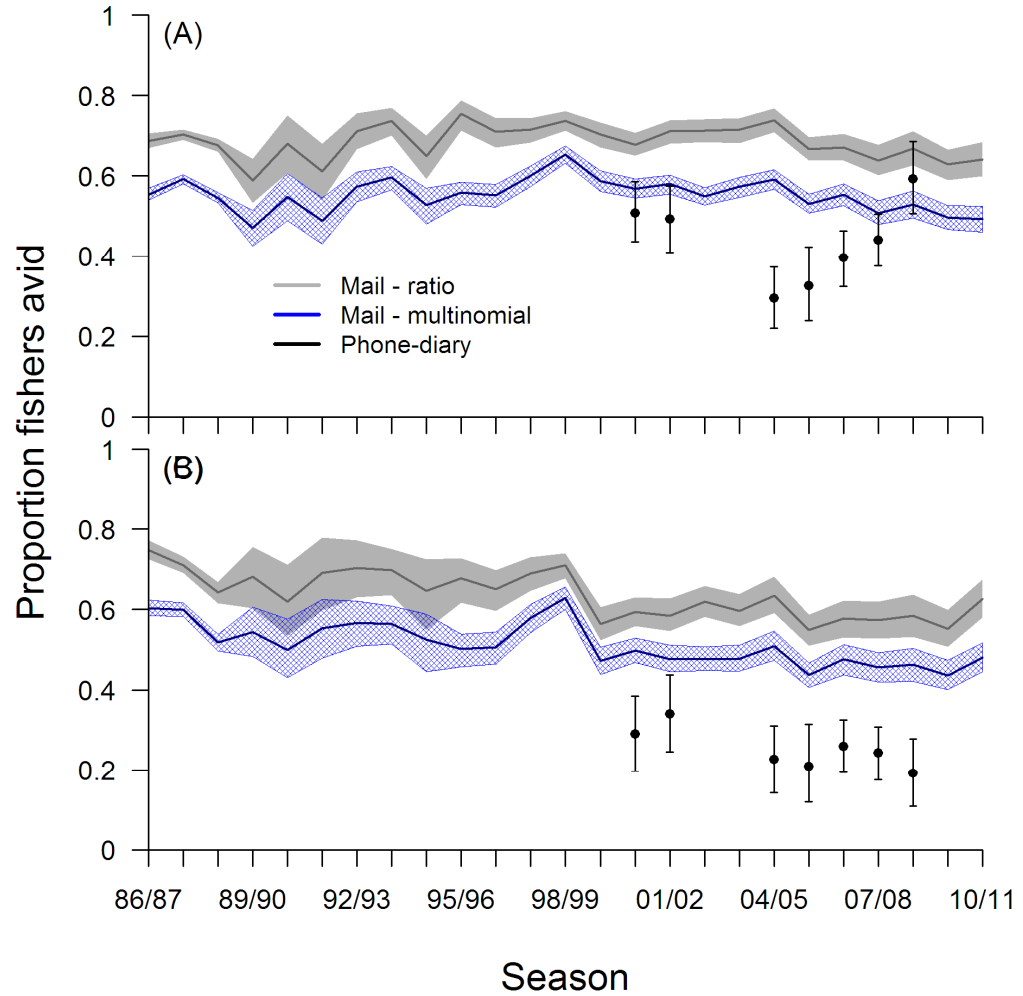 Proportion fishers avid
(A)
1
0.8
0.6
0.4
0.2
0
Mail - ratio
Mail - multinomial
Phone-diary
(B)
1
0.8
0.6
0.4
0.2
0
86/87 89/90 92/93 95/96 98/99 01/02 04/05 07/08 10/11
Season